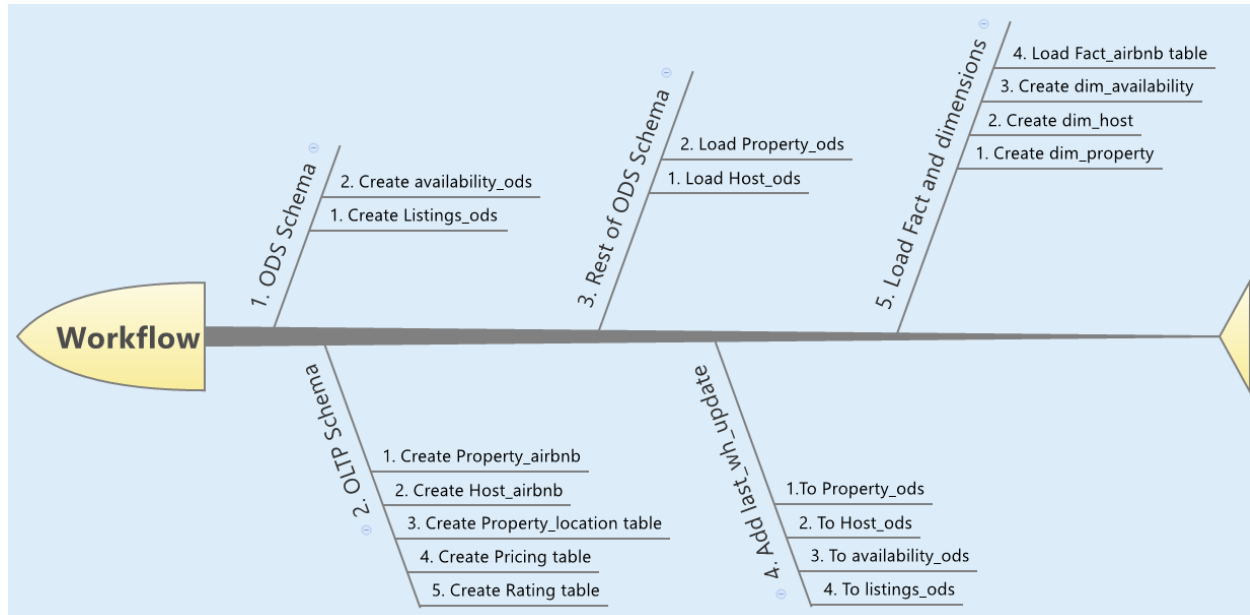 Workflow
1. ODS Schema
2. Create availability_ods
1. Create Listings_ods
2. OLTP Schema
1. Create Property_airbnb
2. Create Host_airbnb
3. Create Property_location table
4. Create Pricing table
5. Create Rating table
3. Rest of ODS Schema
2. Load Property_ods
1. Load Host_ods
4. Add last_wh_update
1.To Property_ods
2. To Host_ods
3. To availability_ods
4. To listings_ods
5. Load Fact and dimensions
4. Load Fact_airbnb table
3. Create dim_availability
2. Create dim_host
1. Create dim_property